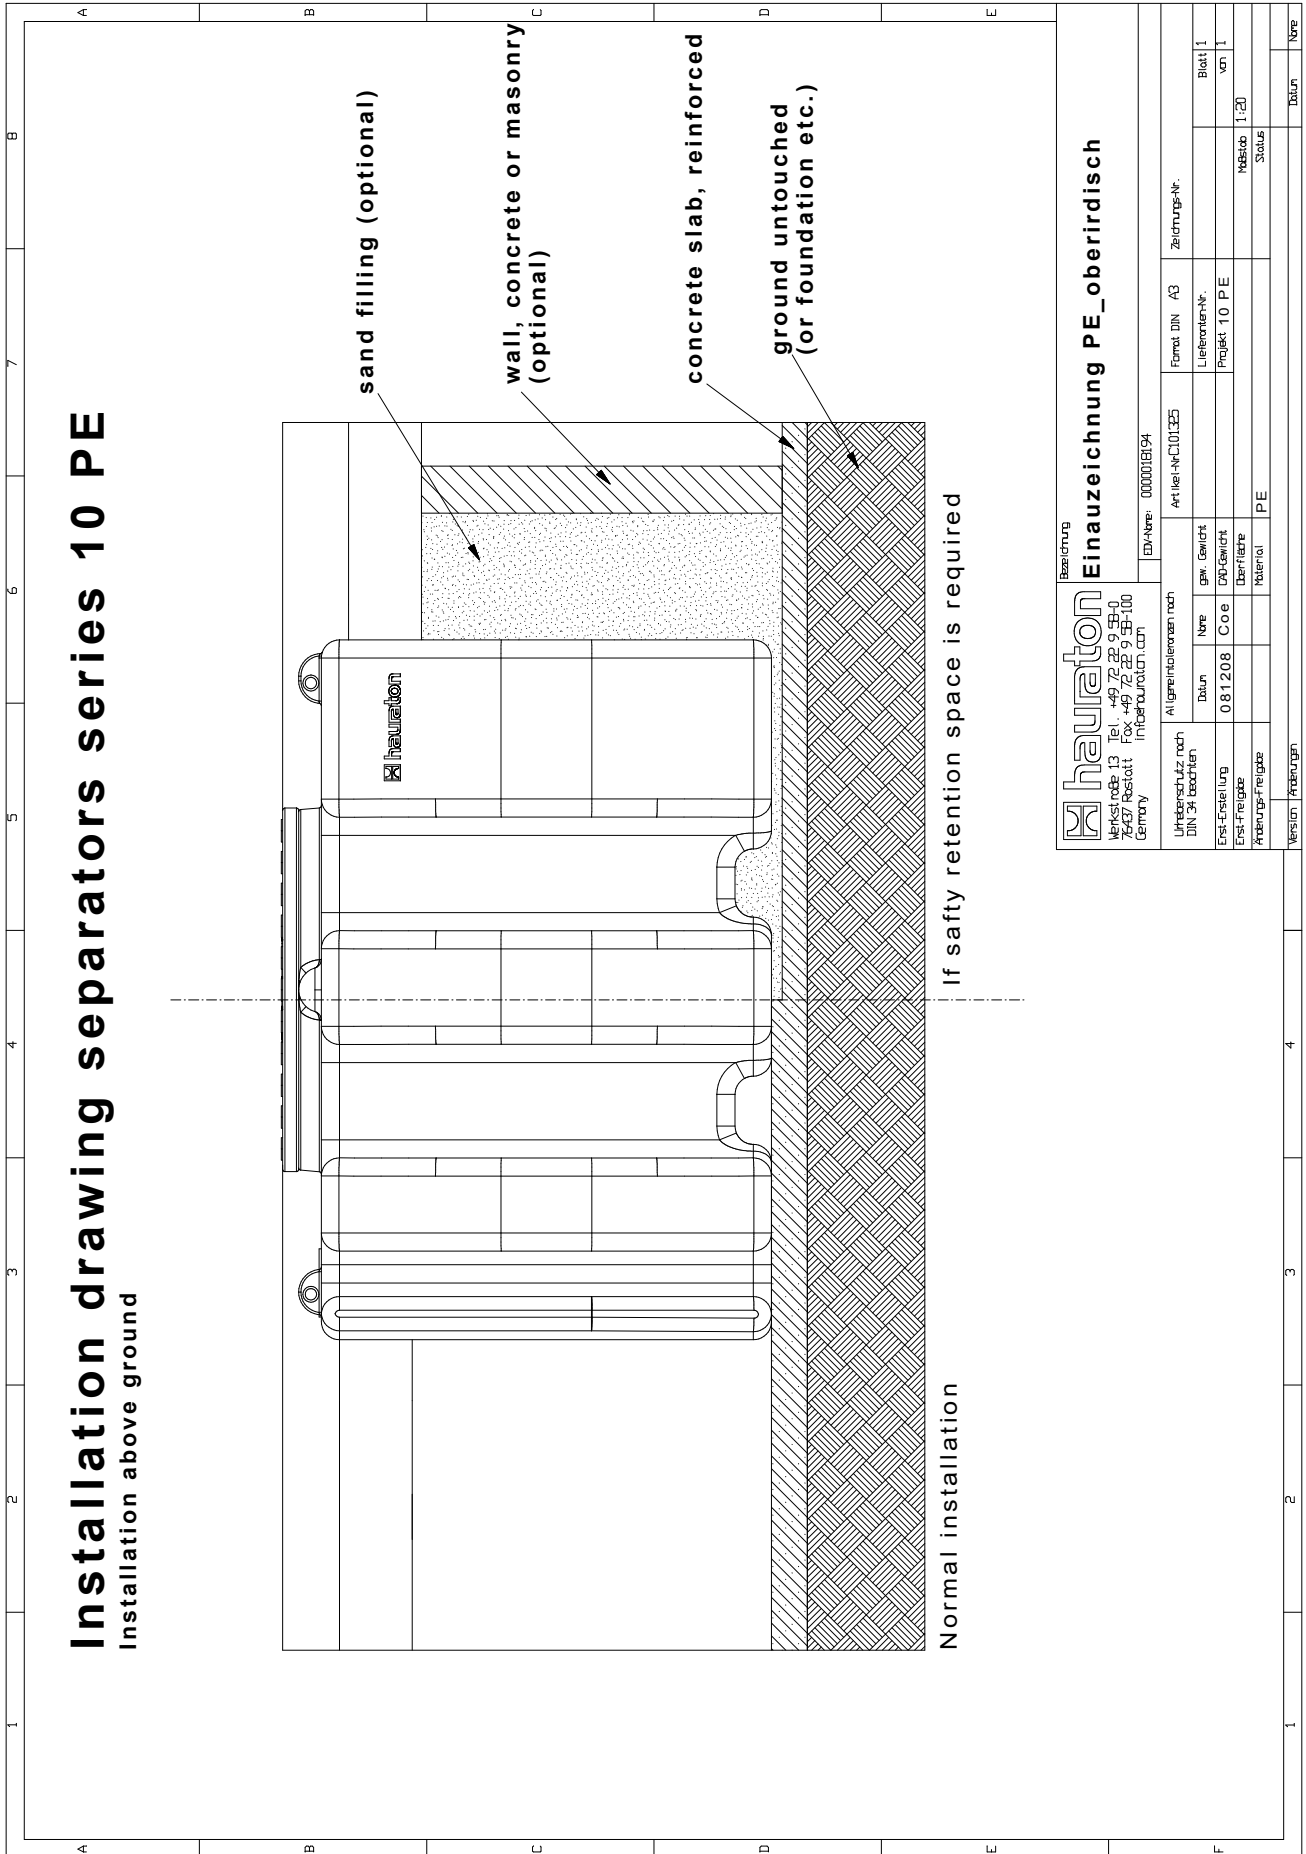 Installation drawing separators series 10 PE
Installation above ground
sand filling (optional)
wall, concrete or masonry
(optional)
concrete slab, reinforced
ground untouched
(or foundation etc.)
hauraton
Normal installation
If safty retention space is required
1 2 3 4 5 6 7 8
A B C D E
A B C D E F
1 2 3 4
hauraton
Werkstraße 13 Tel. +49 72 22 9 58-0
76437 Rastatt Fax +49 72 22 9 58-100
Germany info@hauraton.com
Bezeichnung
Einauzeichnung PE_oberirdisch
EDV-Name: 0000018194
Urheberschutz nach
DIN 34 beachten
Allgemeintoleranzen nach
Artikel-Nr.C101325
Format DIN A3
Zeichnungs-Nr.
Datum Name gew. Gewicht Lieferanten-Nr. Blatt 1
Erst-Erstellung 081208 Coe CAD-Gewicht Projekt 10 PE von 1
Erst-Freigabe Oberfläche Maßstab 1:20
Änderungs-Freigabe Material PE Status
Version Änderungen Datum Name